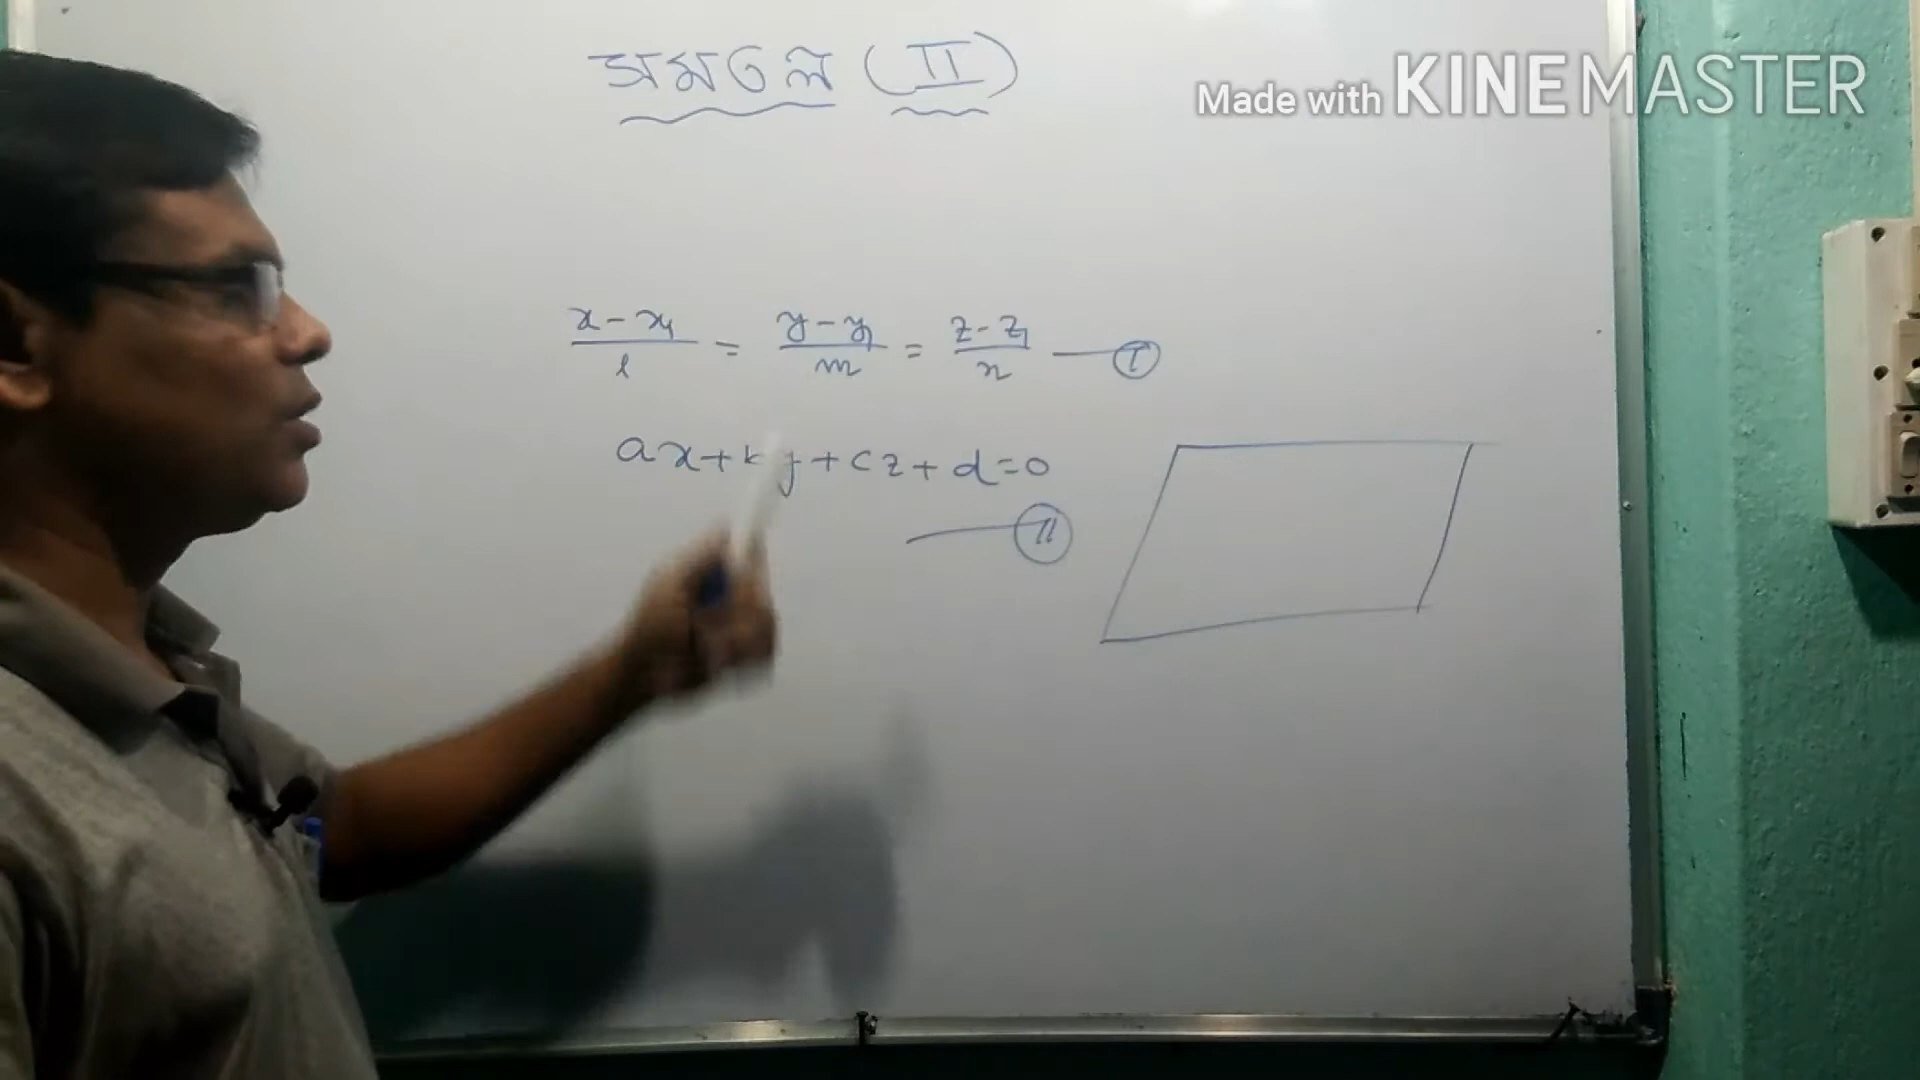 সমতল (II)
Made with KINEMASTER
x - x₁ / l = y - y₁ / m = z - z₁ / n — I
ax + by + cz + d = 0
— II